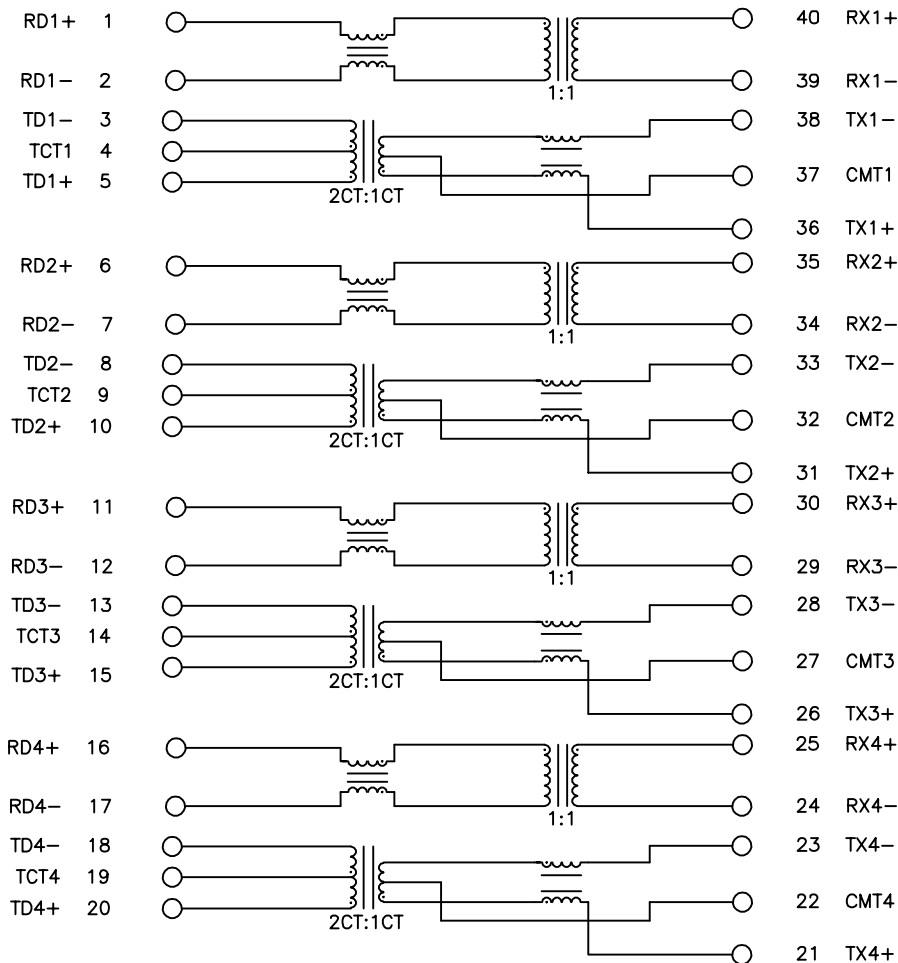 RD1+ 1 40 RX1+
RD1− 2 39 RX1−
1:1
TD1− 3 38 TX1−
TCT1 4
37 CMT1
TD1+ 5
2CT:1CT
36 TX1+
RD2+ 6 35 RX2+
RD2− 7 34 RX2−
1:1
TD2− 8 33 TX2−
TCT2 9
32 CMT2
TD2+ 10
2CT:1CT
31 TX2+
RD3+ 11 30 RX3+
RD3− 12 29 RX3−
1:1
TD3− 13 28 TX3−
TCT3 14
27 CMT3
TD3+ 15
2CT:1CT
26 TX3+
RD4+ 16 25 RX4+
RD4− 17 24 RX4−
1:1
TD4− 18 23 TX4−
TCT4 19
22 CMT4
TD4+ 20
2CT:1CT
21 TX4+